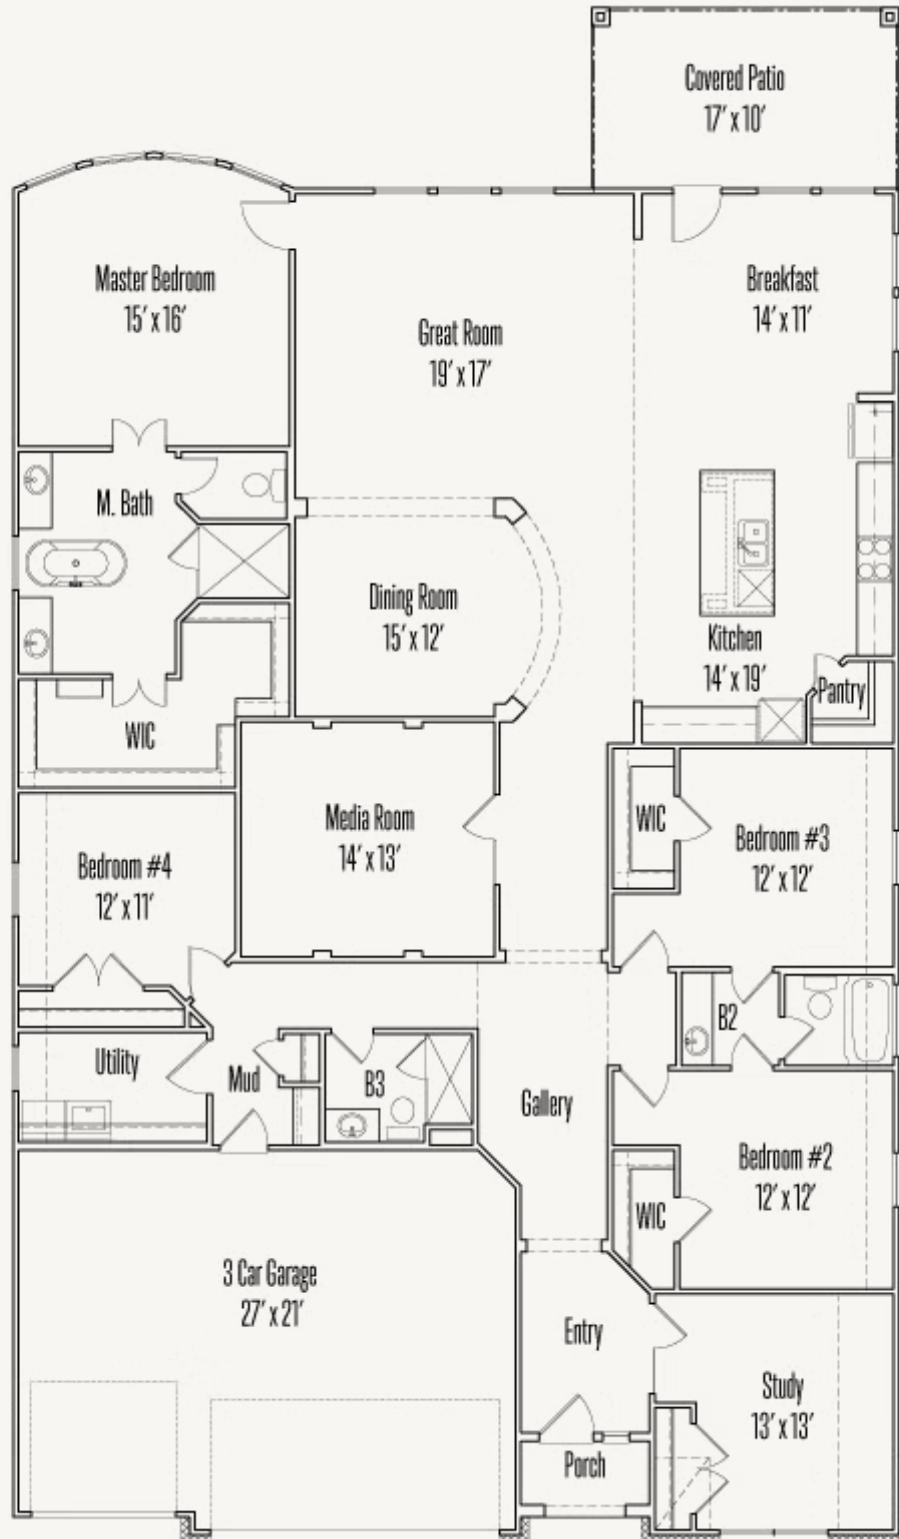 Covered Patio
17' x 10'
Master Bedroom
15' x 16'
Great Room
19' x 17'
Breakfast
14' x 11'
M. Bath
Dining Room
15' x 12'
Kitchen
14' x 19'
Pantry
WIC
Media Room
14' x 13'
WIC
Bedroom #3
12' x 12'
Bedroom #4
12' x 11'
B2
Utility
Mud
B3
Gallery
Bedroom #2
12' x 12'
WIC
3 Car Garage
27' x 21'
Entry
Study
13' x 13'
Porch